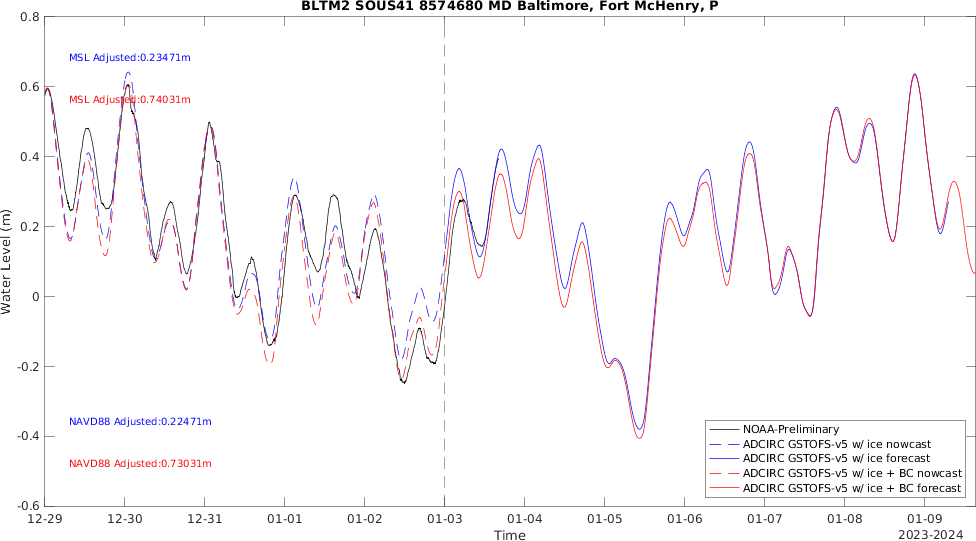 BLTM2 SOUS41 8574680 MD Baltimore, Fort McHenry, P
0.8
MSL Adjusted:0.23471m
0.6
MSL Adjusted:0.74031m
0.4
0.2
0
-0.2
-0.4
-0.6
Water Level (m)
NAVD88 Adjusted:0.22471m
NAVD88 Adjusted:0.73031m
NOAA-Preliminary
ADCIRC GSTOFS-v5 w/ ice nowcast
ADCIRC GSTOFS-v5 w/ ice forecast
ADCIRC GSTOFS-v5 w/ ice + BC nowcast
ADCIRC GSTOFS-v5 w/ ice + BC forecast
12-29 12-30 12-31 01-01 01-02 01-03 01-04 01-05 01-06 01-07 01-08 01-09
Time
2023-2024